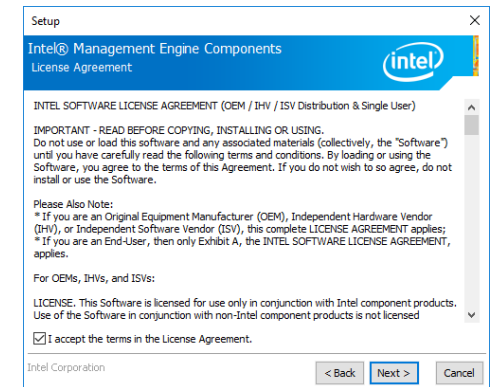 Setup
Intel® Management Engine Components
License Agreement
intel
INTEL SOFTWARE LICENSE AGREEMENT (OEM / IHV / ISV Distribution & Single User)
IMPORTANT - READ BEFORE COPYING, INSTALLING OR USING.
Do not use or load this software and any associated materials (collectively, the "Software")
until you have carefully read the following terms and conditions. By loading or using the
Software, you agree to the terms of this Agreement. If you do not wish to so agree, do not
install or use the Software.
Please Also Note:
* If you are an Original Equipment Manufacturer (OEM), Independent Hardware Vendor
(IHV), or Independent Software Vendor (ISV), this complete LICENSE AGREEMENT applies;
* If you are an End-User, then only Exhibit A, the INTEL SOFTWARE LICENSE AGREEMENT,
applies.
For OEMs, IHVs, and ISVs:
LICENSE. This Software is licensed for use only in conjunction with Intel component products.
Use of the Software in conjunction with non-Intel component products is not licensed
I accept the terms in the License Agreement.
Intel Corporation
< Back Next > Cancel